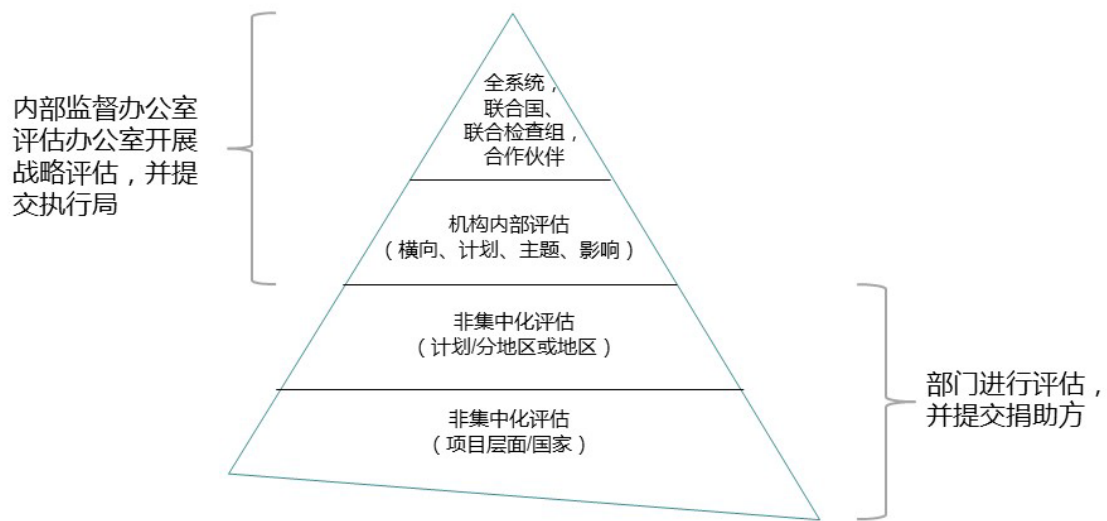 内部监督办公室
评估办公室开展
战略评估，并提
交执行局
全系统，
联合国、
联合检查组，
合作伙伴
机构内部评估
（横向、计划、主题、影响）
非集中化评估
（计划/分地区或地区）
非集中化评估
（项目层面/国家）
部门进行评估，
并提交捐助方